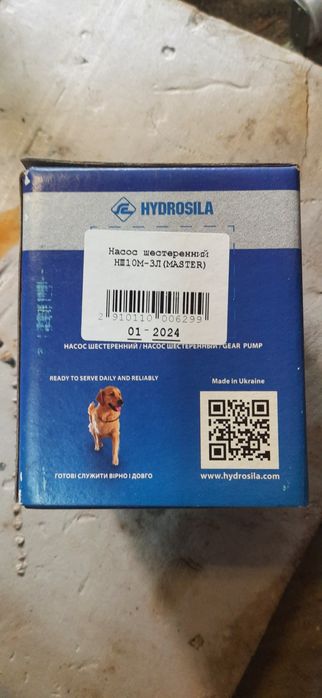 HYDROSILA
Насос шестеренний
НШ10М-3Л(MASTER)
2 910110 006299
01-2024
НАСОС ШЕСТЕРЕННИЙ / НАСОС ШЕСТЕРЕННЫЙ / GEAR PUMP
READY TO SERVE DAILY AND RELIABLY
Made in Ukraine
ГОТОВІ СЛУЖИТИ ВІРНО І ДОВГО
www.hydrosila.com